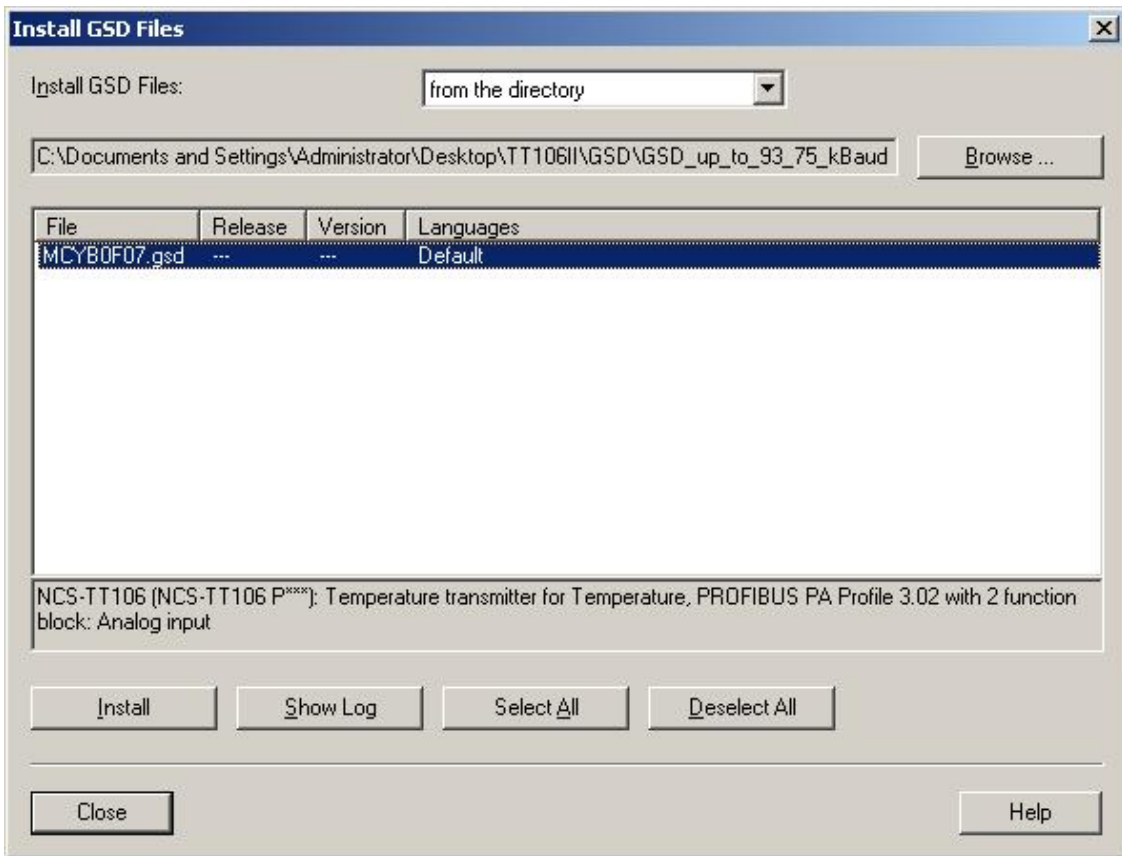 Install GSD Files
Install GSD Files:
from the directory
C:\Documents and Settings\Administrator\Desktop\TT106II\GSD\GSD_up_to_93_75_kBaud
Browse ...
File Release Version Languages
MCYB0F07.gsd --- --- Default
NCS-TT106 (NCS-TT106 P***): Temperature transmitter for Temperature, PROFIBUS PA Profile 3.02 with 2 function
block: Analog input
Install Show Log Select All Deselect All
Close Help